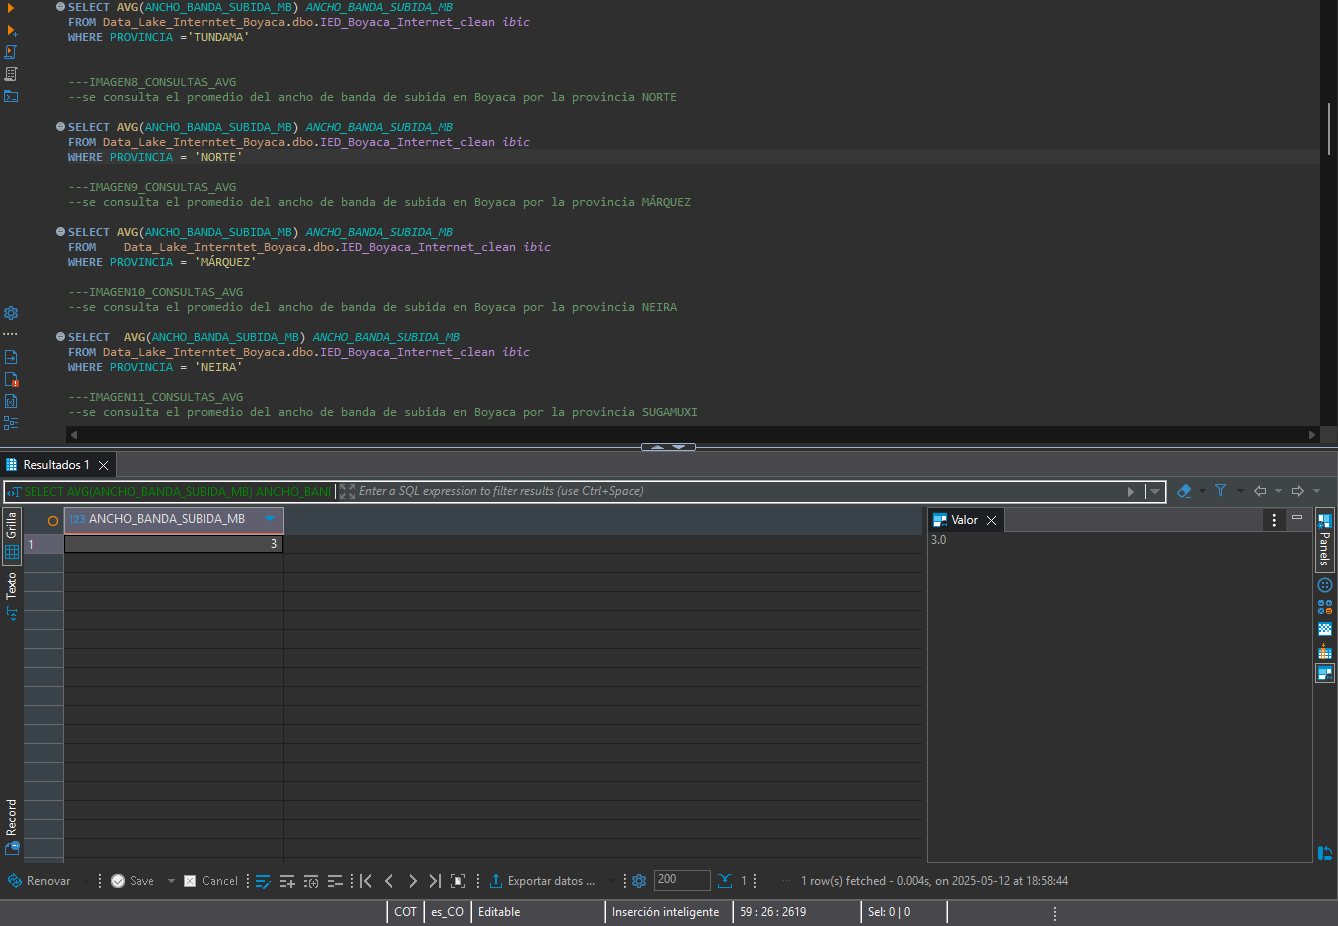 SELECT AVG(ANCHO_BANDA_SUBIDA_MB) ANCHO_BANDA_SUBIDA_MB
FROM Data_Lake_Interntet_Boyaca.dbo.IED_Boyaca_Internet_clean ibic
WHERE PROVINCIA ='TUNDAMA'
---IMAGEN8_CONSULTAS_AVG
--se consulta el promedio del ancho de banda de subida en Boyaca por la provincia NORTE
SELECT AVG(ANCHO_BANDA_SUBIDA_MB) ANCHO_BANDA_SUBIDA_MB
FROM Data_Lake_Interntet_Boyaca.dbo.IED_Boyaca_Internet_clean ibic
WHERE PROVINCIA = 'NORTE'
---IMAGEN9_CONSULTAS_AVG
--se consulta el promedio del ancho de banda de subida en Boyaca por la provincia MÁRQUEZ
SELECT AVG(ANCHO_BANDA_SUBIDA_MB) ANCHO_BANDA_SUBIDA_MB
FROM    Data_Lake_Interntet_Boyaca.dbo.IED_Boyaca_Internet_clean ibic
WHERE PROVINCIA = 'MÁRQUEZ'
---IMAGEN10_CONSULTAS_AVG
--se consulta el promedio del ancho de banda de subida en Boyaca por la provincia NEIRA
SELECT  AVG(ANCHO_BANDA_SUBIDA_MB) ANCHO_BANDA_SUBIDA_MB
FROM Data_Lake_Interntet_Boyaca.dbo.IED_Boyaca_Internet_clean ibic
WHERE PROVINCIA = 'NEIRA'
---IMAGEN11_CONSULTAS_AVG
--se consulta el promedio del ancho de banda de subida en Boyaca por la provincia SUGAMUXI
Resultados 1
SELECT AVG(ANCHO_BANDA_SUBIDA_MB) ANCHO_BANI
Enter a SQL expression to filter results (use Ctrl+Space)
Grilla
Texto
Record
123 ANCHO_BANDA_SUBIDA_MB
1
3
Valor
3.0
Panels
Renovar
Save
Cancel
Exportar datos ...
200
1
1 row(s) fetched - 0.004s, on 2025-05-12 at 18:58:44
COT
es_CO
Editable
Inserción inteligente
59 : 26 : 2619
Sel: 0 | 0